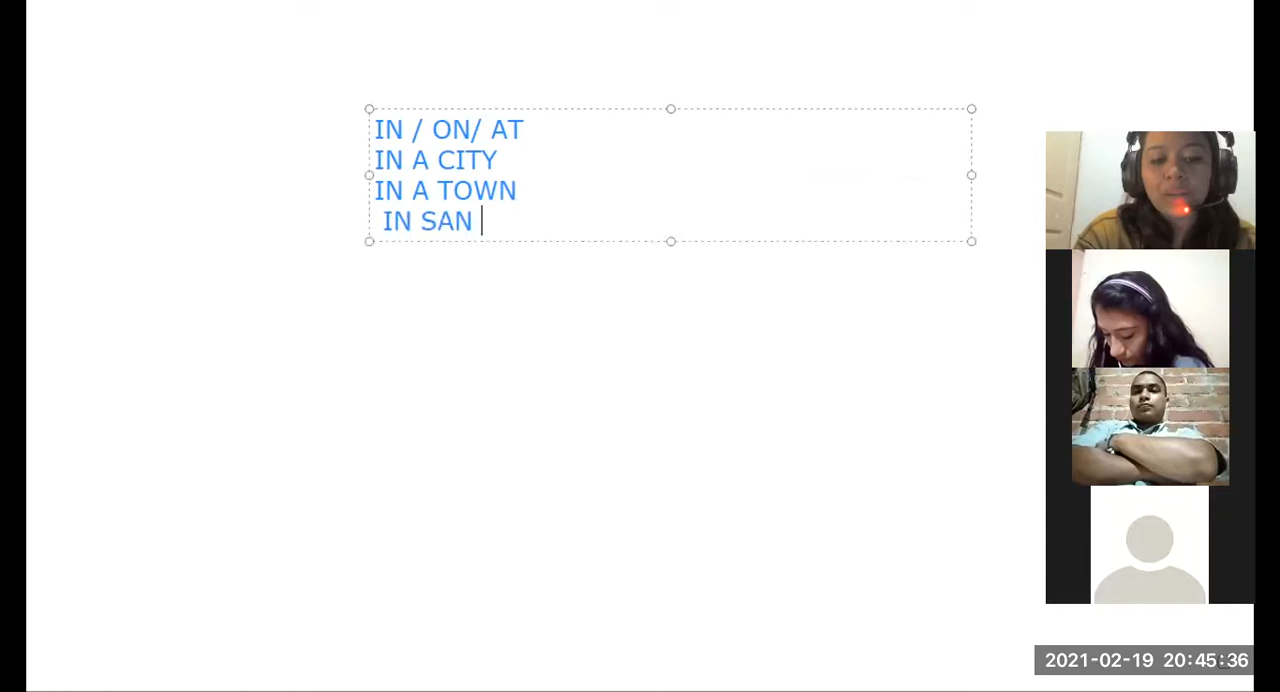 IN / ON/ AT
IN A CITY
IN A TOWN
IN SAN
2021-02-19 20:45:36